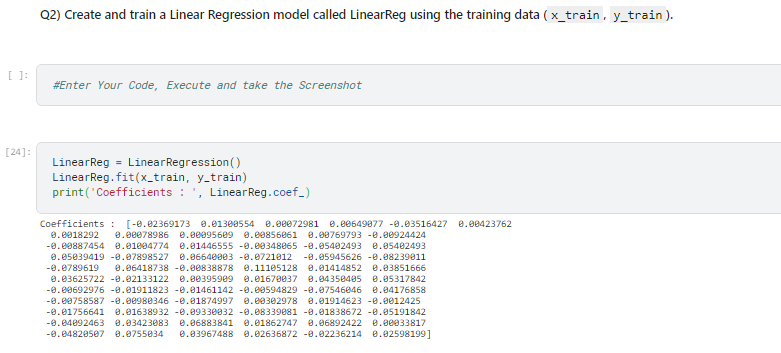 Q2) Create and train a Linear Regression model called LinearReg using the training data ( x_train , y_train ).
[ ]:
#Enter Your Code, Execute and take the Screenshot
[24]:
LinearReg = LinearRegression()
LinearReg.fit(x_train, y_train)
print('Coefficients : ', LinearReg.coef_)
Coefficients :  [-0.02369173  0.01300554  0.00072981  0.00649077 -0.03516427  0.00423762
0.0018292   0.00078986  0.00095609  0.00856061  0.00769793 -0.00924424
-0.00887454  0.01004774  0.01446555 -0.00348065 -0.05402493  0.05402493
0.05039419 -0.07898527  0.06640003 -0.0721012  -0.05945626 -0.08239011
-0.0789619   0.06418738 -0.00838878  0.11105128  0.01414852  0.03851666
0.03625722 -0.02133122  0.00395909  0.01670037  0.04350405  0.05317842
-0.00692976 -0.01911823 -0.01461142 -0.00594829 -0.07546046  0.04176858
-0.00758587 -0.00980346 -0.01874997  0.00302978  0.01914623 -0.0012425
-0.01756641  0.01638932 -0.09330032 -0.08339081 -0.01838672 -0.05191842
-0.04092463  0.03423083  0.06883841  0.01862747  0.06892422  0.00033817
-0.04820507  0.0755034   0.03967488  0.02636872 -0.02236214  0.02598199]